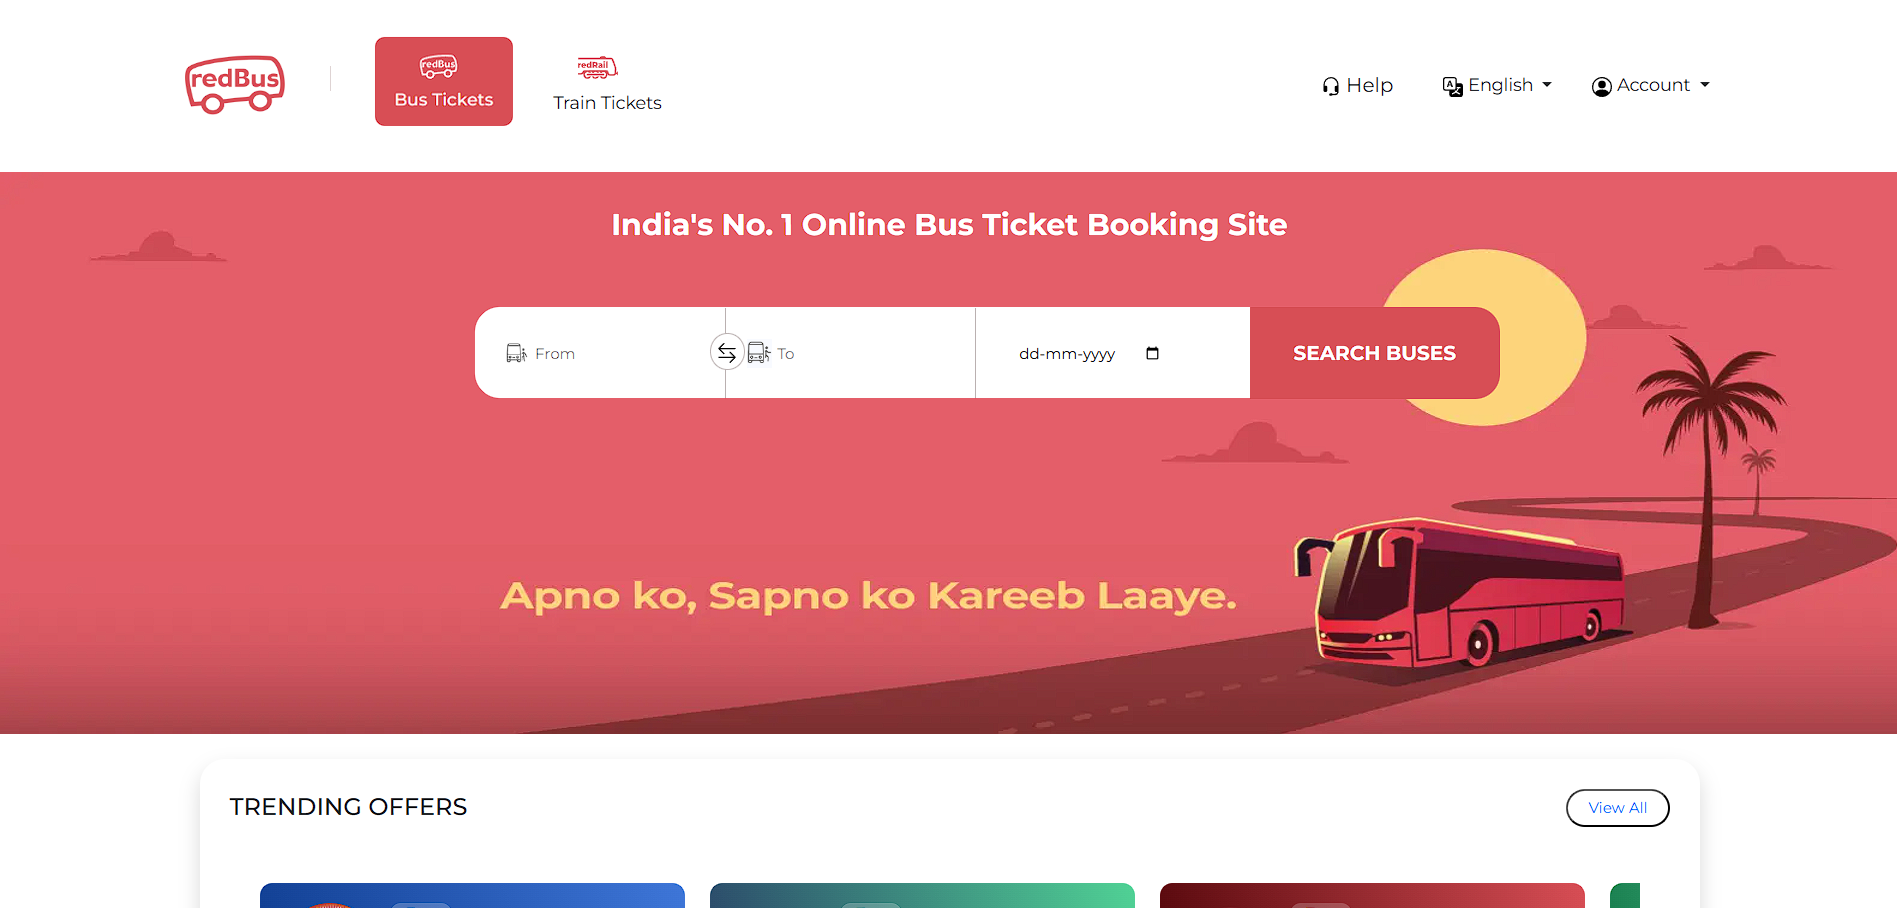 redBus
redBus
Bus Tickets
redRail
Train Tickets
Help
English
Account
India's No. 1 Online Bus Ticket Booking Site
From
To
dd-mm-yyyy
SEARCH BUSES
Apno ko, Sapno ko Kareeb Laaye.
TRENDING OFFERS
View All